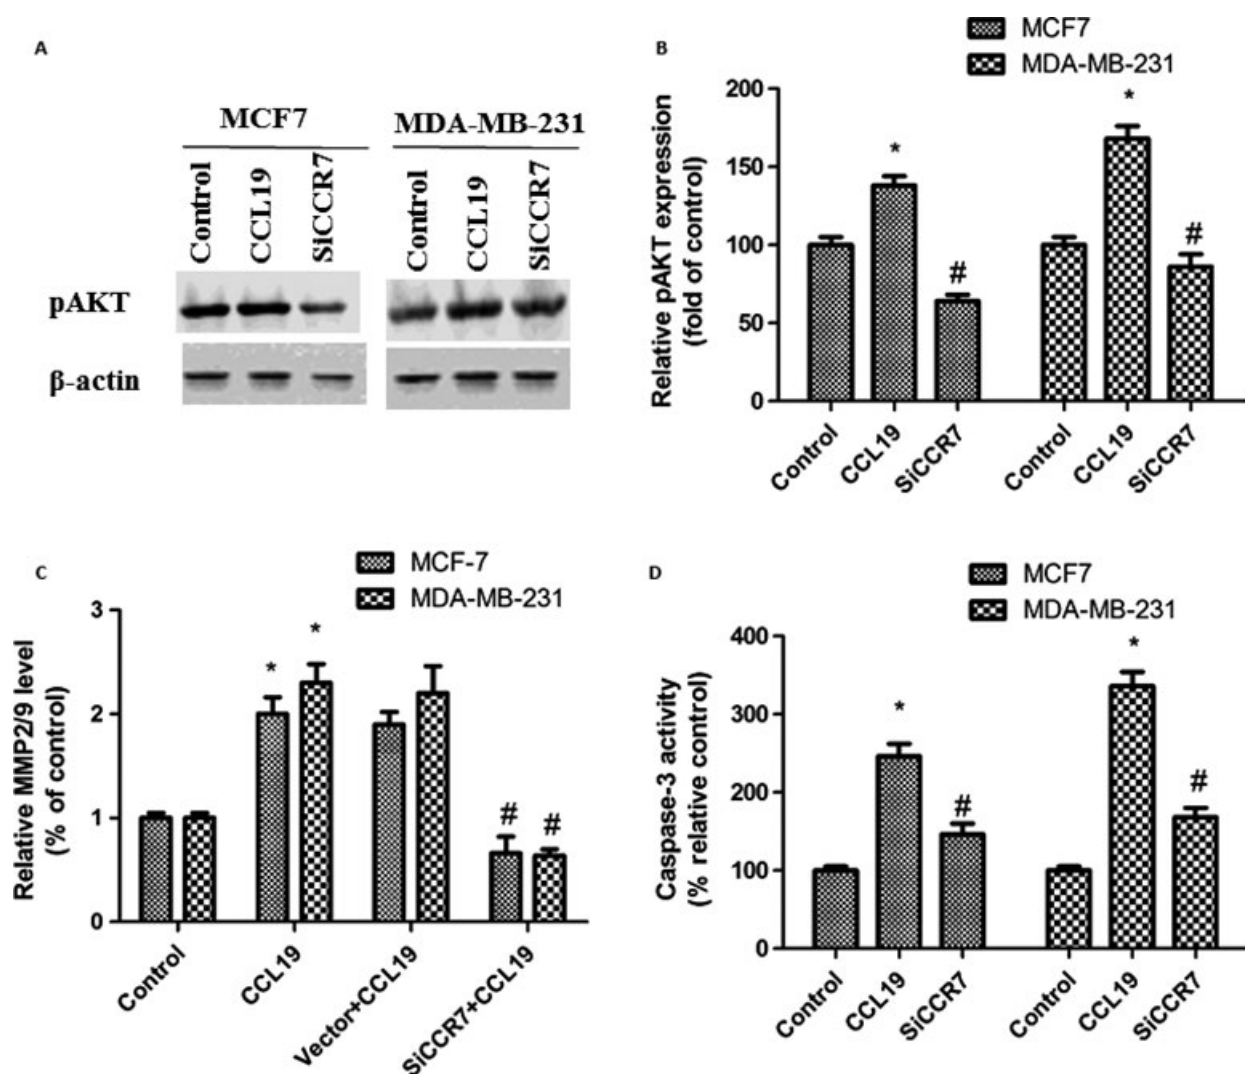 A
MCF7
MDA-MB-231
Control
CCL19
SiCCR7
Control
CCL19
SiCCR7
pAKT
β-actin
B
MCF7
MDA-MB-231
Relative pAKT expression
(fold of control)
200
150
100
50
0
*
#
*
#
Control
CCL19
SiCCR7
Control
CCL19
SiCCR7
C
MCF-7
MDA-MB-231
Relative MMP2/9 level
(% of control)
3
2
1
0
*
*
#
#
Control
CCL19
Vector+CCL19
SiCCR7+CCL19
D
MCF7
MDA-MB-231
Caspase-3 activity
(% relative control)
400
300
200
100
0
*
#
*
#
Control
CCL19
SiCCR7
Control
CCL19
SiCCR7